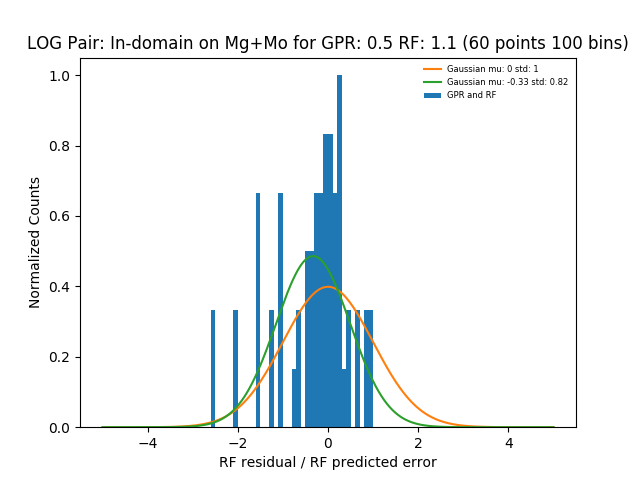 LOG Pair: In-domain on Mg+Mo for GPR: 0.5 RF: 1.1 (60 points 100 bins)
Gaussian mu: 0 std: 1
Gaussian mu: -0.33 std: 0.82
GPR and RF
Normalized Counts
1.0
0.8
0.6
0.4
0.2
0.0
−4 −2 0 2 4
RF residual / RF predicted error